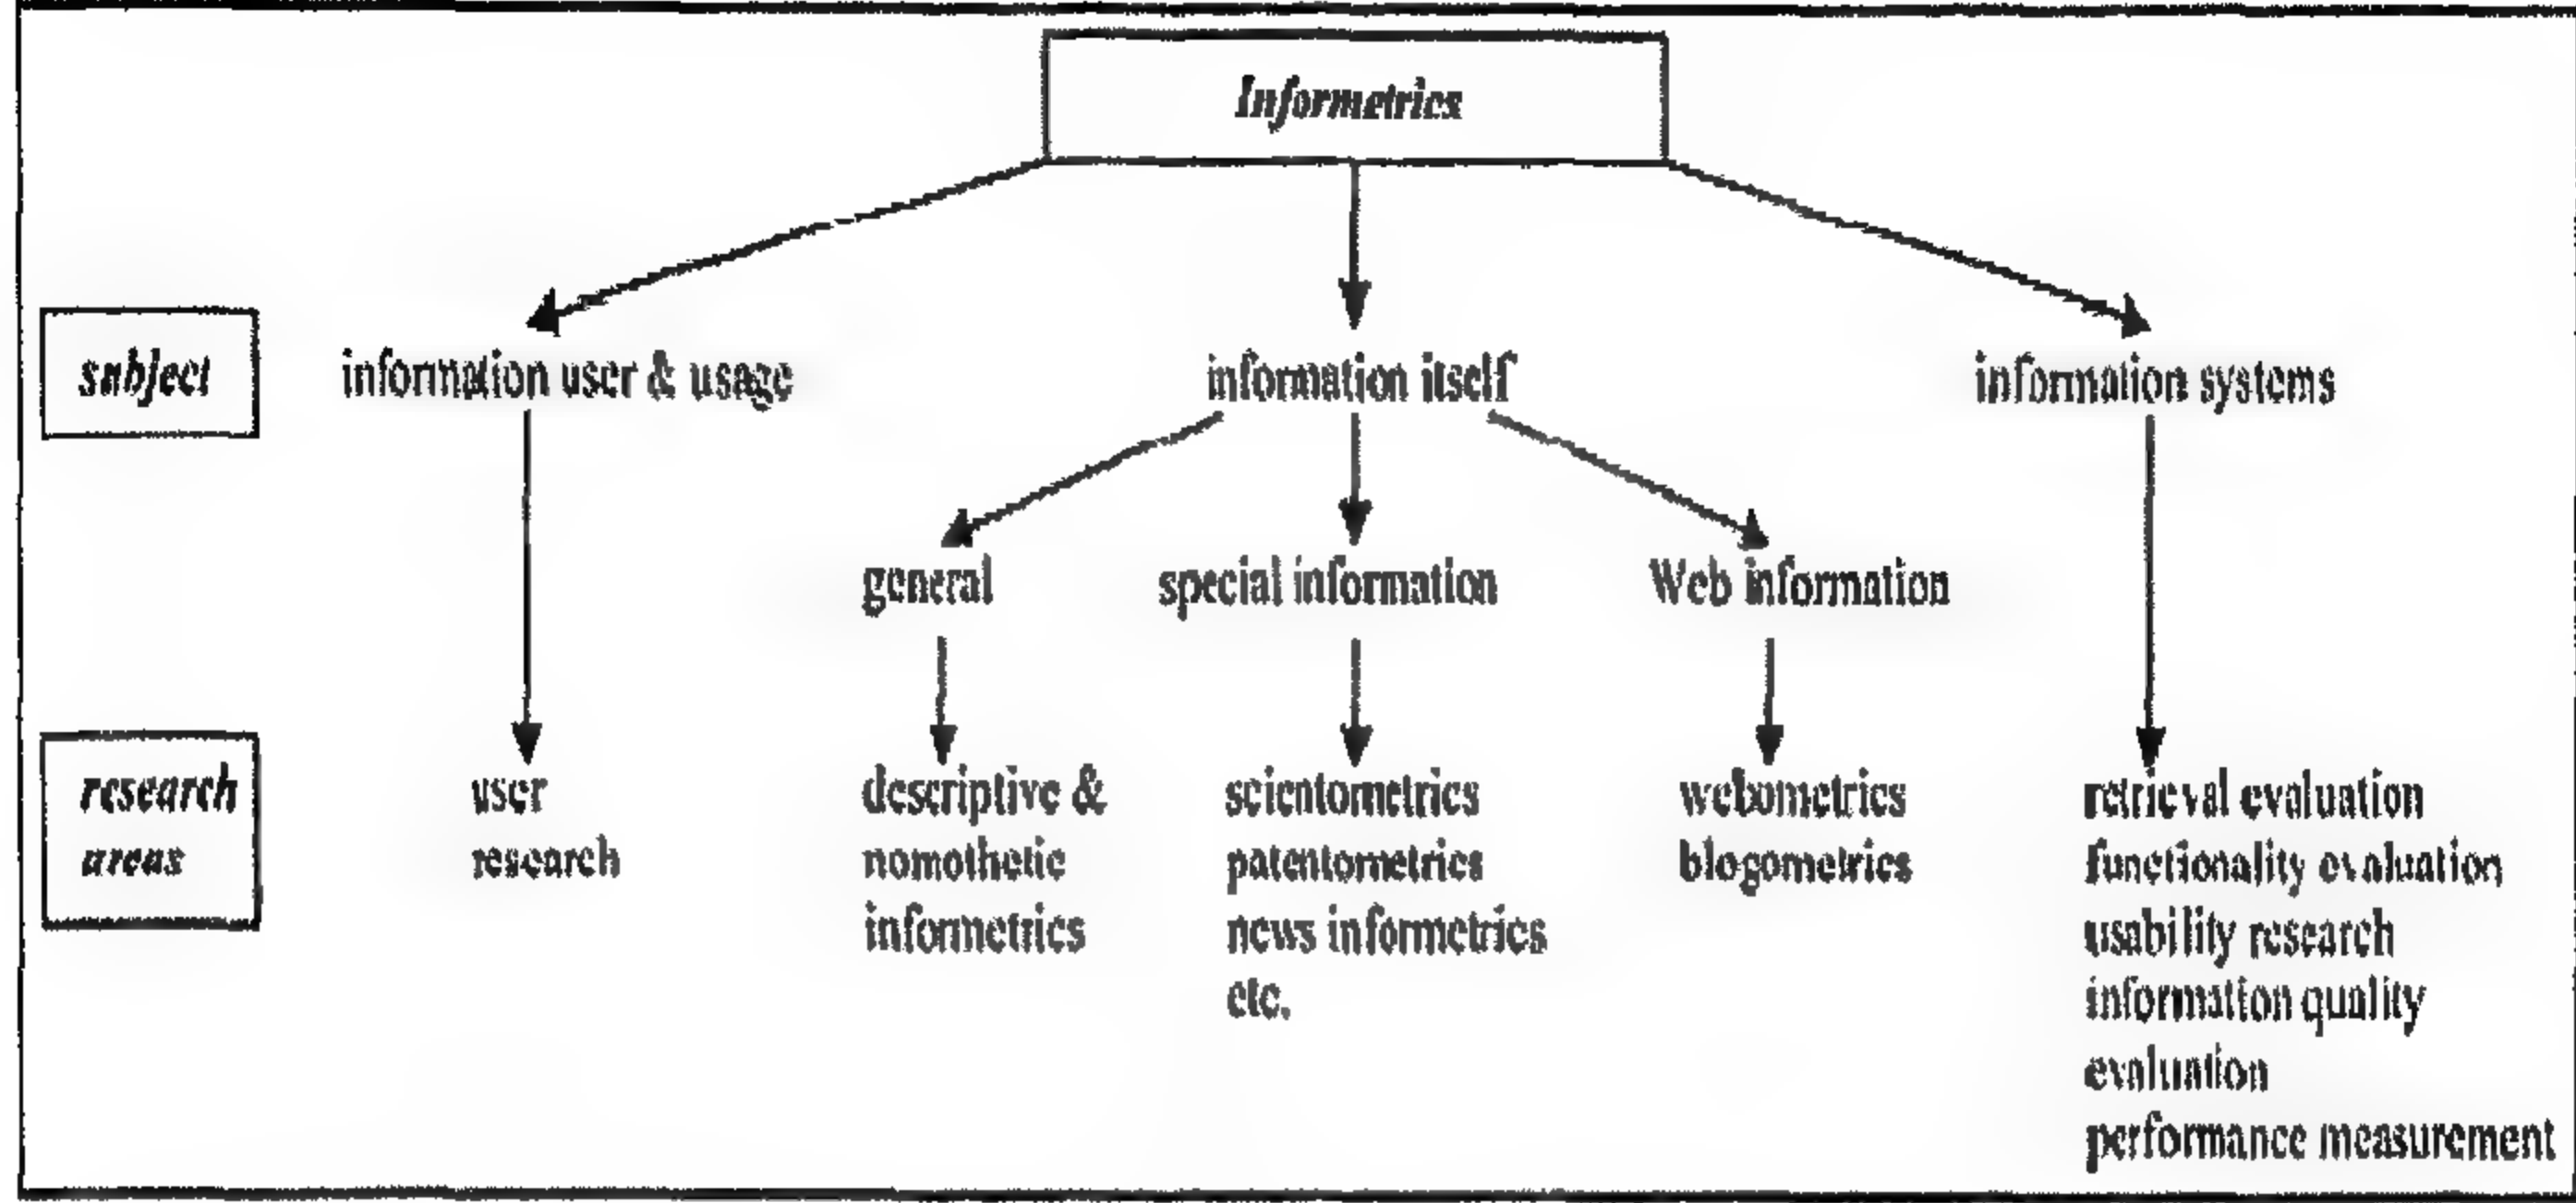 Informetrics
subject
information user & usage
information itself
information systems
general
special information
Web information
research
areas
user
research
descriptive &
nomothetic
informetrics
scientometrics
patentometrics
news informetrics
etc.
webometrics
blogometrics
retrieval evaluation
functionality evaluation
usability research
information quality
evaluation
performance measurement